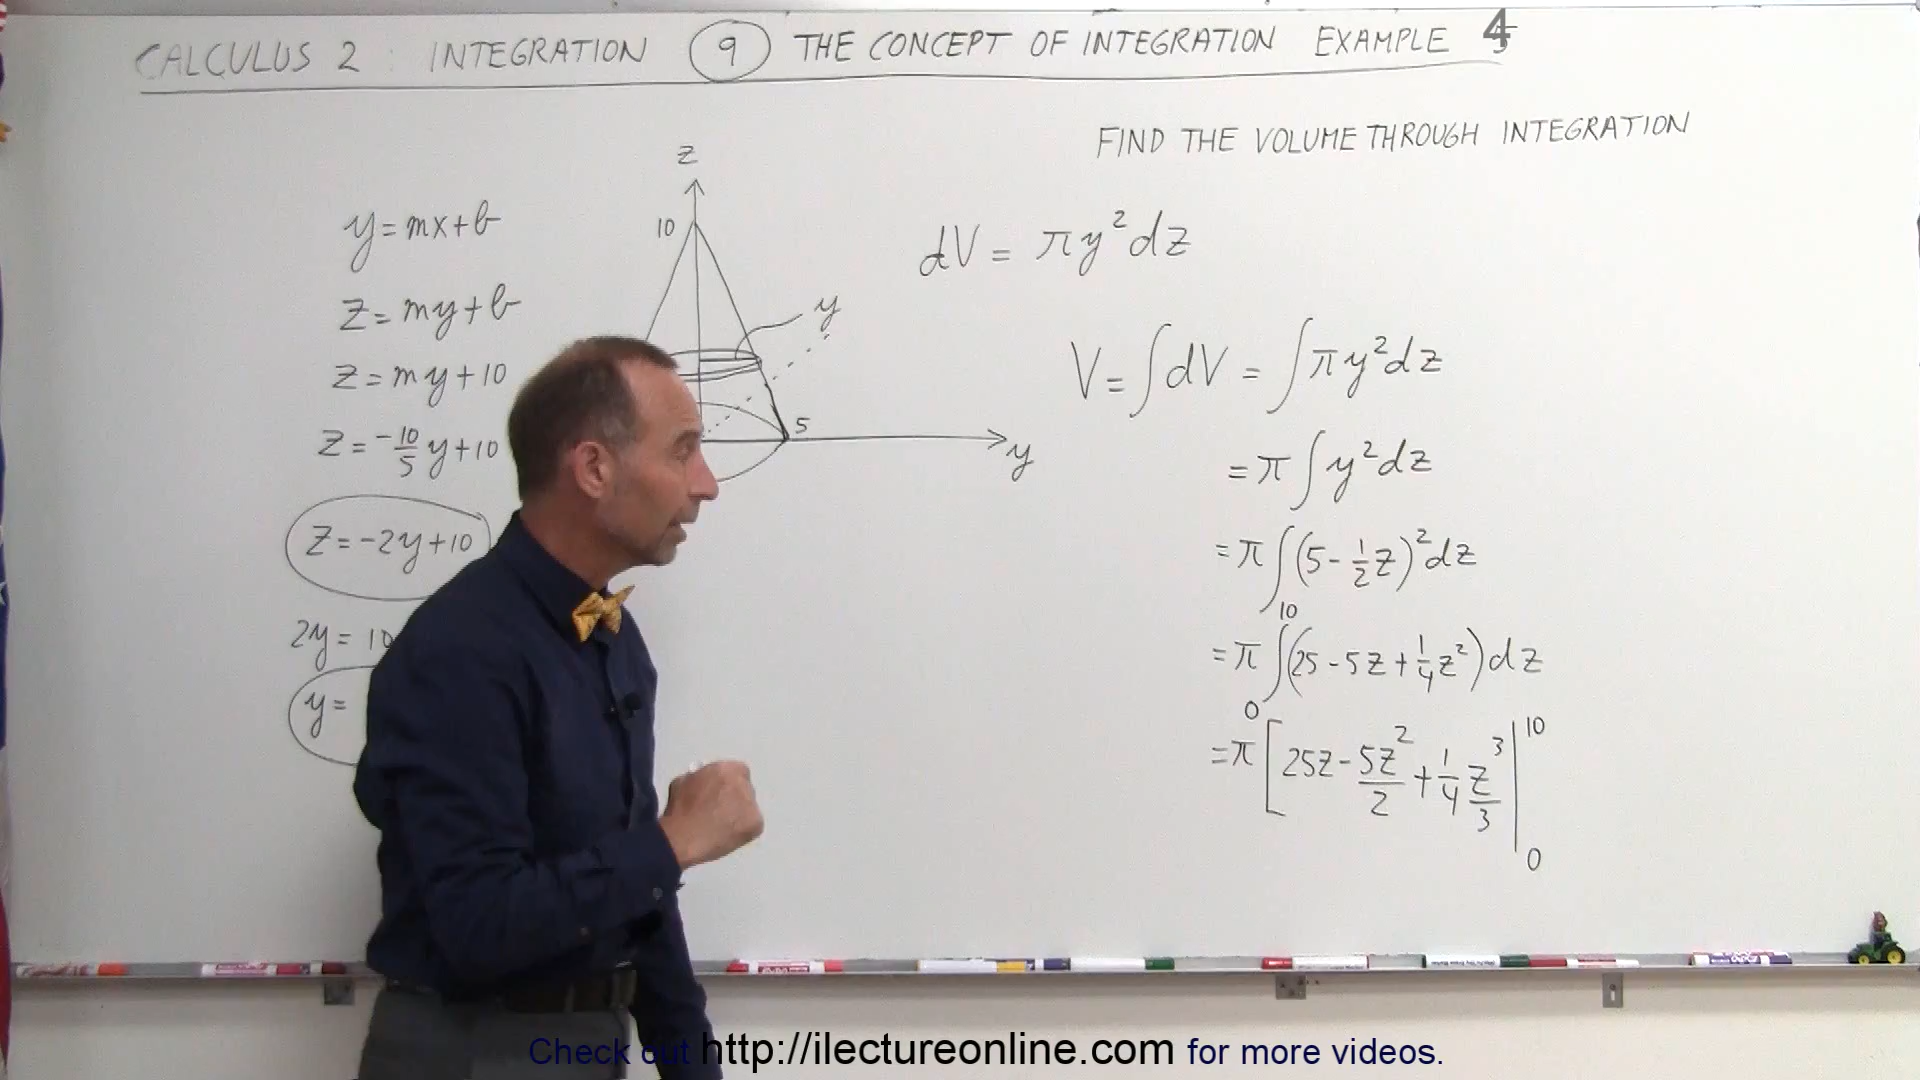 CALCULUS 2 : INTEGRATION 9 THE CONCEPT OF INTEGRATION EXAMPLE 4
FIND THE VOLUME THROUGH INTEGRATION
y = mx + b
z = my + b
z = my + 10
z = -10/5 y + 10
z = -2y + 10
2y = 10
y =
z
10
y
5
y
dV = πy²dz
V = ∫dV = ∫πy²dz
= π∫y²dz
= π∫(5 - 1/2 z)²dz
= π∫₀¹⁰(25 - 5z + 1/4 z²)dz
= π[25z - 5z²/2 + 1/4 z³/3 |₀¹⁰
Check out http://ilectureonline.com for more videos.